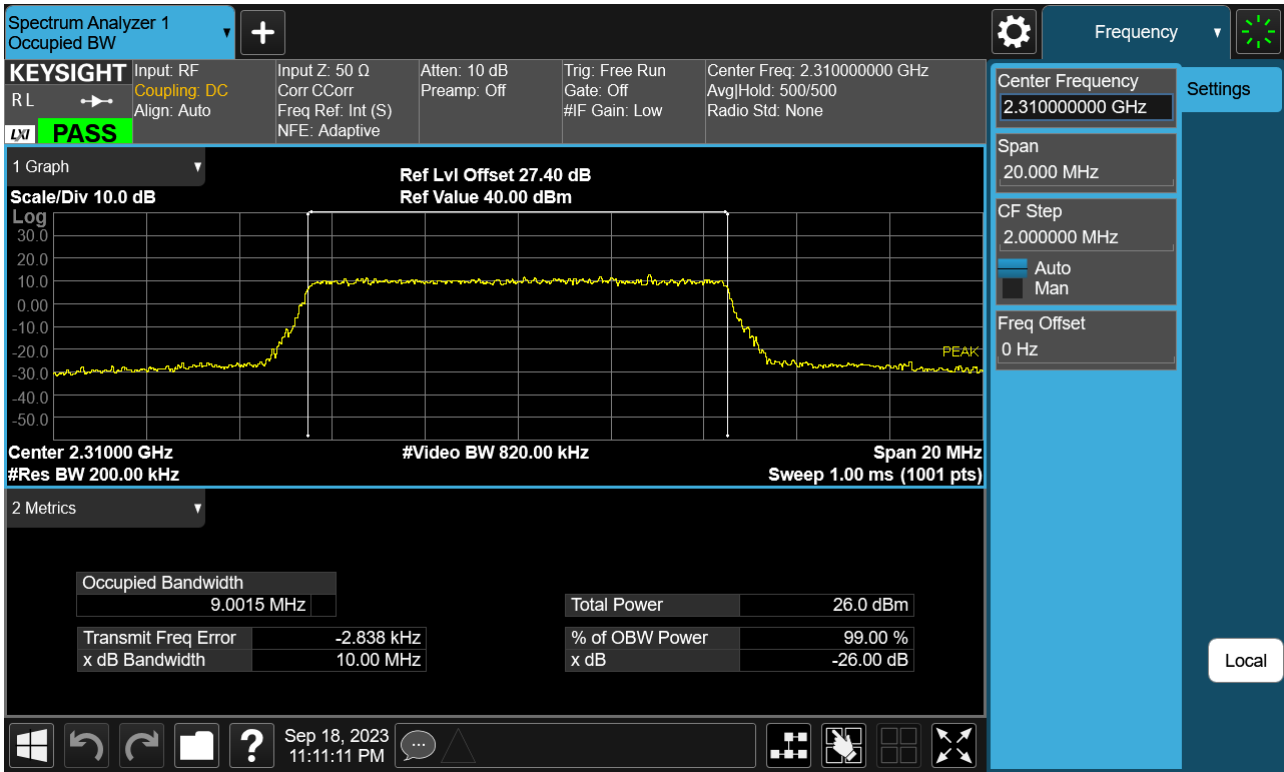 Spectrum Analyzer 1
Occupied BW
Frequency
KEYSIGHT
R L
LXI PASS
Input: RF
Coupling: DC
Align: Auto
Input Z: 50 Ω
Corr CCorr
Freq Ref: Int (S)
NFE: Adaptive
Atten: 10 dB
Preamp: Off
Trig: Free Run
Gate: Off
#IF Gain: Low
Center Freq: 2.310000000 GHz
Avg|Hold: 500/500
Radio Std: None
Center Frequency
2.310000000 GHz
Settings
Span
20.000 MHz
CF Step
2.000000 MHz
Auto
Man
Freq Offset
0 Hz
Local
1 Graph
Scale/Div 10.0 dB
Ref Lvl Offset 27.40 dB
Ref Value 40.00 dBm
Log
30.0
20.0
10.0
0.00
-10.0
-20.0
-30.0
-40.0
-50.0
PEAK
Center 2.31000 GHz
#Video BW 820.00 kHz
Span 20 MHz
#Res BW 200.00 kHz
Sweep 1.00 ms (1001 pts)
2 Metrics
Occupied Bandwidth
9.0015 MHz
Total Power 26.0 dBm
Transmit Freq Error -2.838 kHz
% of OBW Power 99.00 %
x dB Bandwidth 10.00 MHz
x dB -26.00 dB
?
Sep 18, 2023
11:11:11 PM